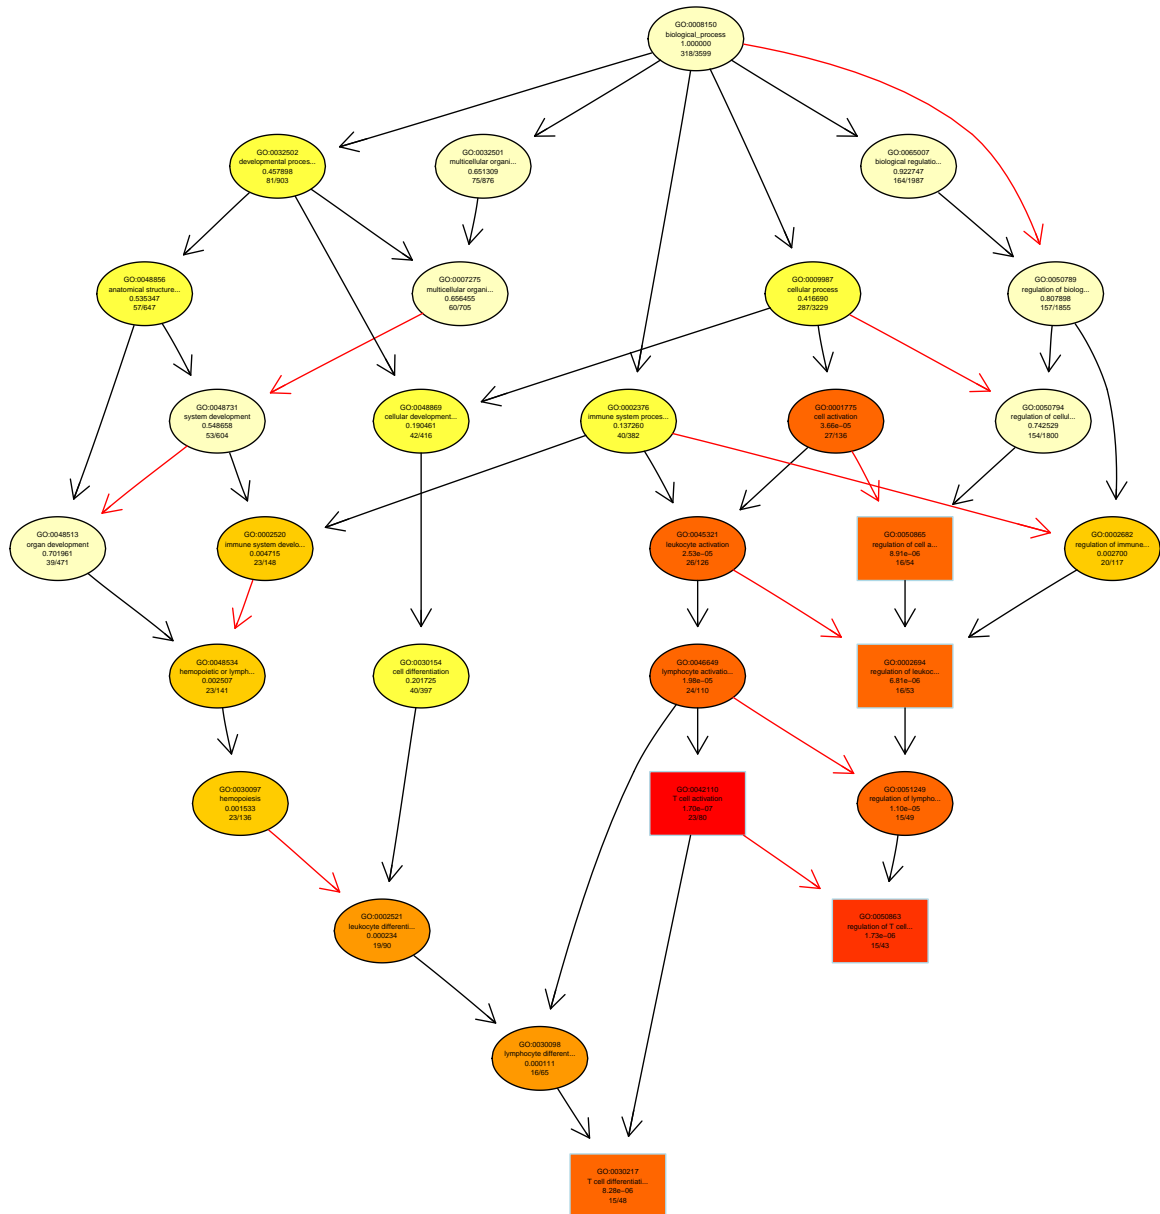 GO:0008150
biological_process
1.000000
318/3599
GO:0032502
developmental proces...
0.457898
81/903
GO:0032501
multicellular organi...
0.651309
75/876
GO:0065007
biological regulatio...
0.922747
164/1987
GO:0048856
anatomical structure...
0.535347
57/647
GO:0007275
multicellular organi...
0.656455
60/705
GO:0009987
cellular process
0.416690
287/3229
GO:0050789
regulation of biolog...
0.807898
157/1855
GO:0048731
system development
0.548658
53/604
GO:0048869
cellular development...
0.190461
42/416
GO:0002376
immune system proces...
0.137260
40/382
GO:0001775
cell activation
3.66e−05
27/136
GO:0050794
regulation of cellul...
0.742529
154/1800
GO:0048513
organ development
0.701961
39/471
GO:0002520
immune system develo...
0.004715
23/148
GO:0045321
leukocyte activation
2.53e−05
26/126
GO:0050865
regulation of cell a...
8.91e−06
16/54
GO:0002682
regulation of immune...
0.002700
20/117
GO:0048534
hemopoietic or lymph...
0.002507
23/141
GO:0030154
cell differentiation
0.201725
40/397
GO:0046649
lymphocyte activatio...
1.98e−05
24/110
GO:0002694
regulation of leukoc...
6.81e−06
16/53
GO:0030097
hemopoiesis
0.001533
23/136
GO:0042110
T cell activation
1.70e−07
23/80
GO:0051249
regulation of lympho...
1.10e−05
15/49
GO:0002521
leukocyte differenti...
0.000234
19/90
GO:0050863
regulation of T cell...
1.73e−06
15/43
GO:0030098
lymphocyte different...
0.000111
16/65
GO:0030217
T cell differentiati...
8.28e−06
15/48